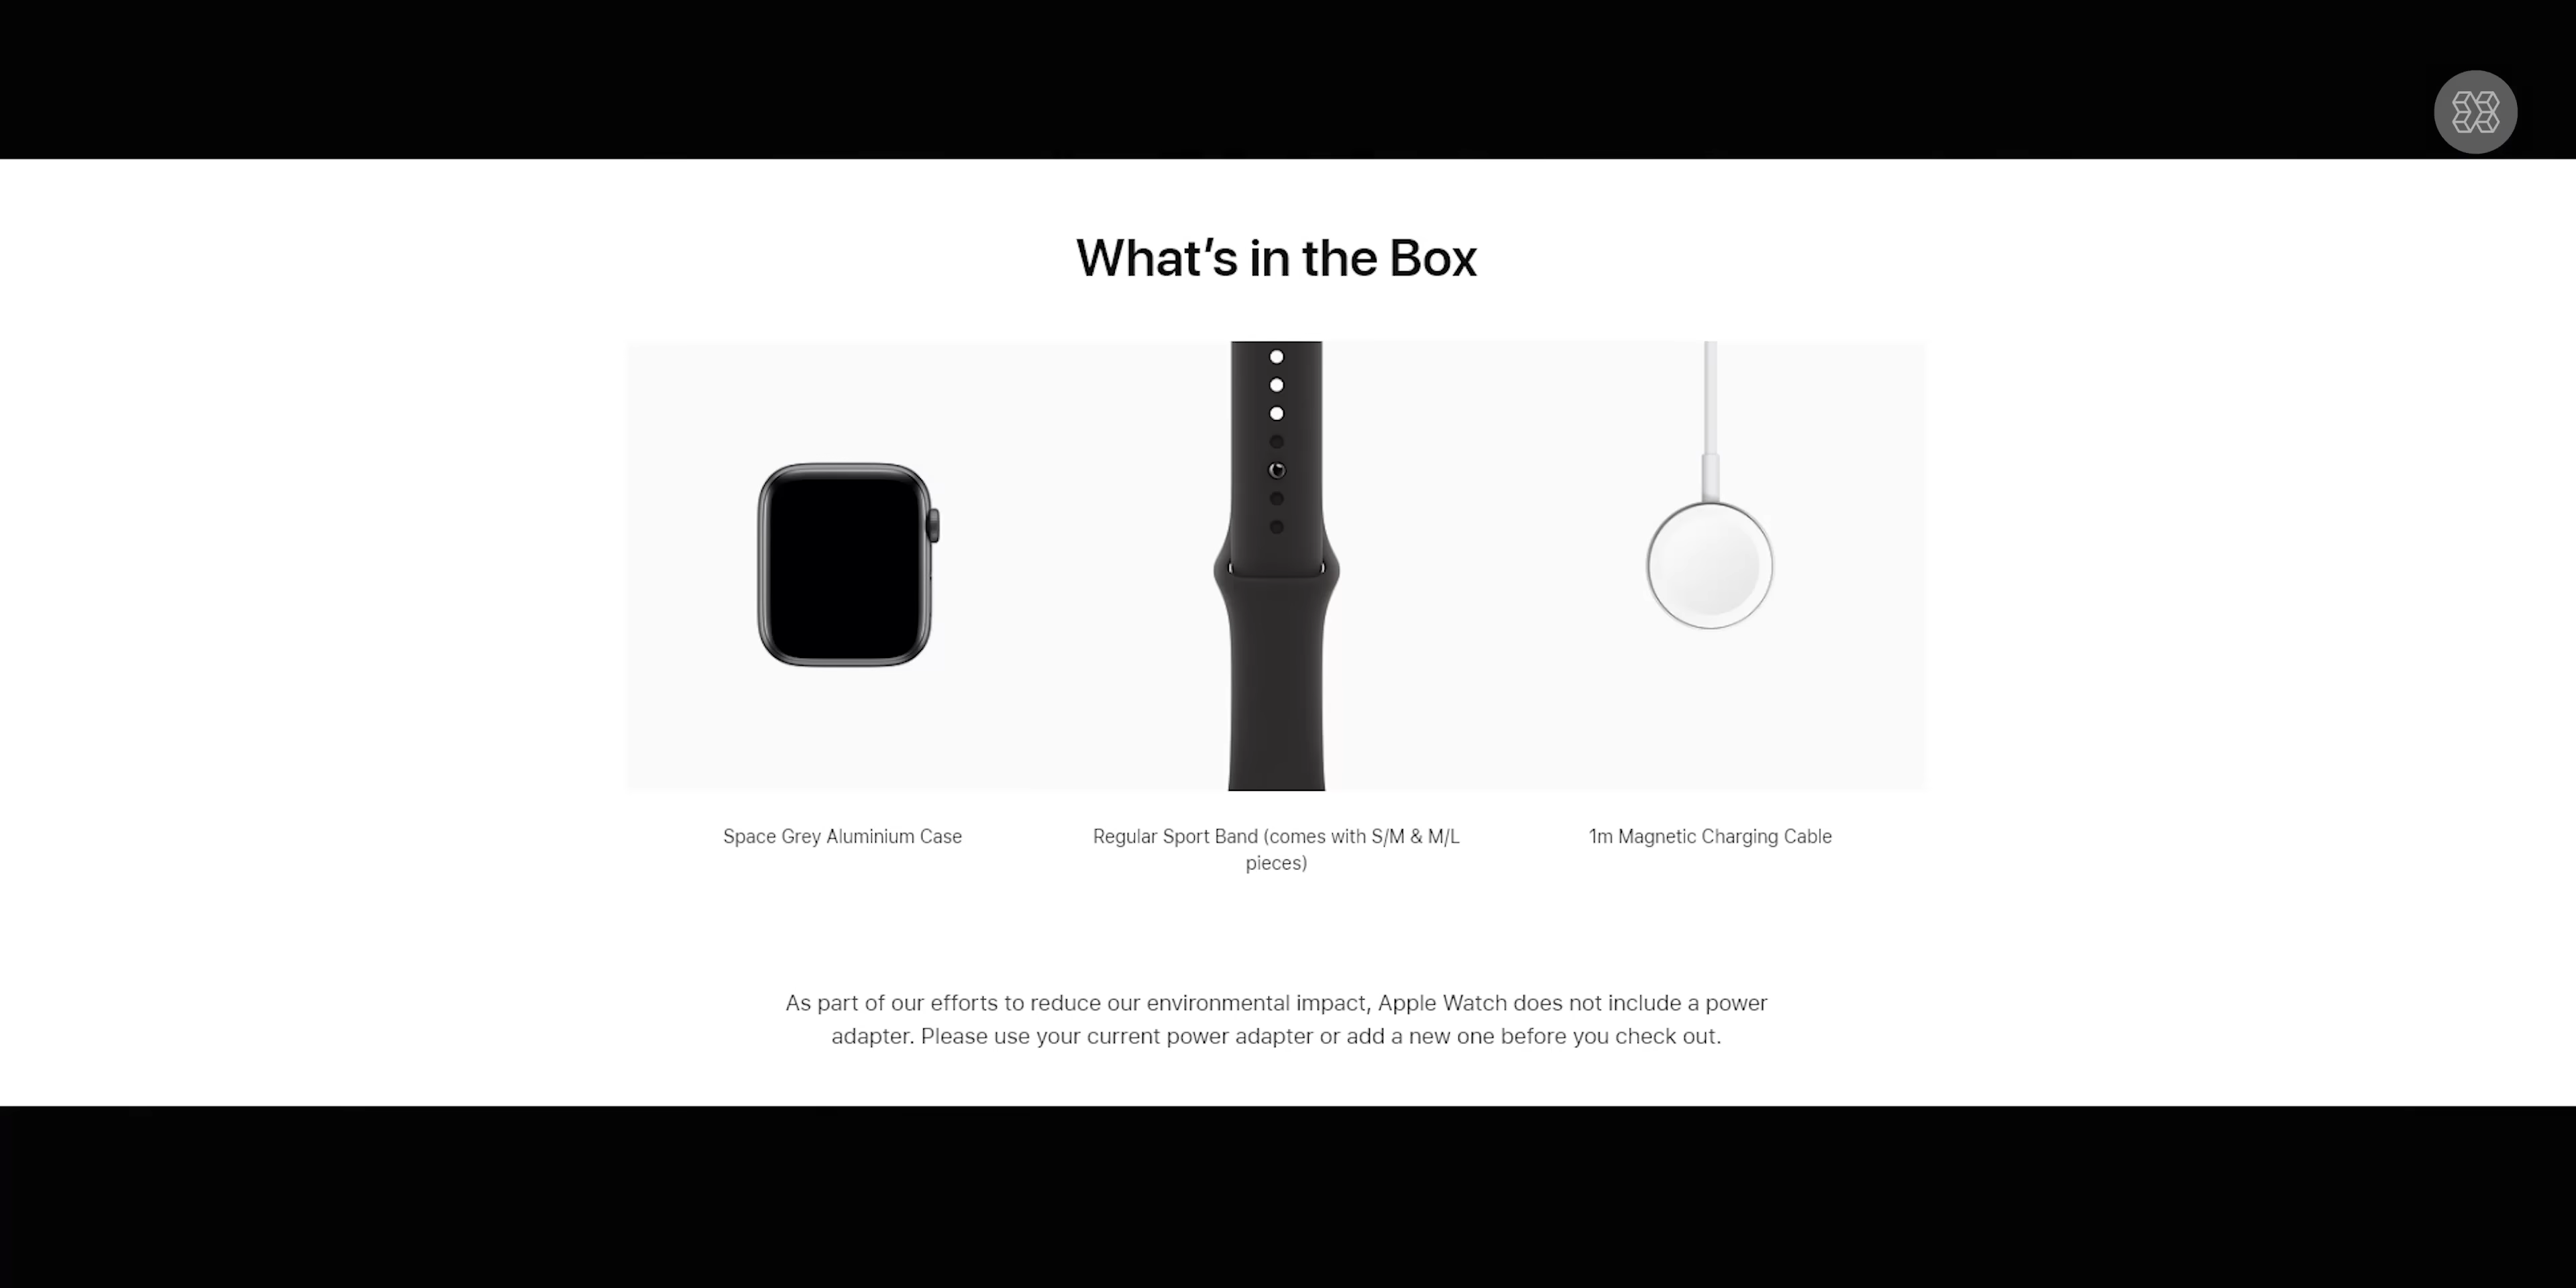 What's in the Box
Space Grey Aluminium Case
Regular Sport Band (comes with S/M & M/L
pieces)
1m Magnetic Charging Cable
As part of our efforts to reduce our environmental impact, Apple Watch does not include a power
adapter. Please use your current power adapter or add a new one before you check out.